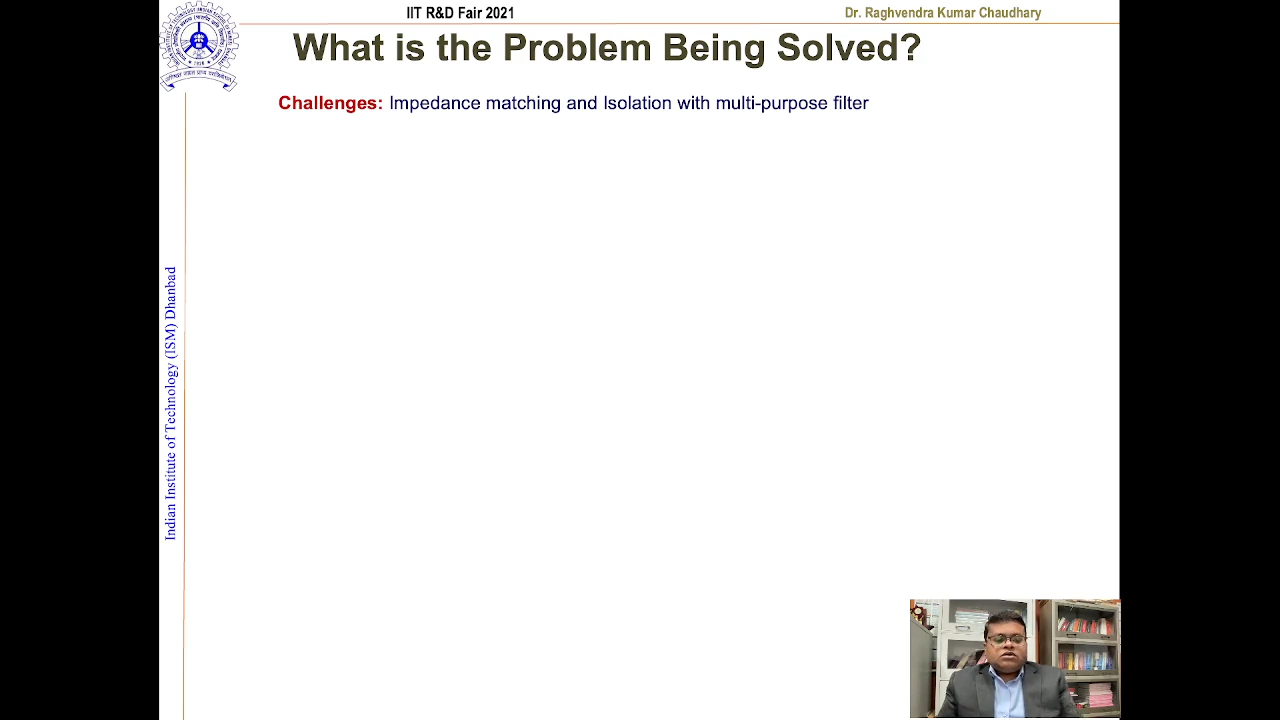 IIT R&D Fair 2021
Dr. Raghvendra Kumar Chaudhary
What is the Problem Being Solved?
Challenges: Impedance matching and Isolation with multi-purpose filter
Indian Institute of Technology (ISM) Dhanbad